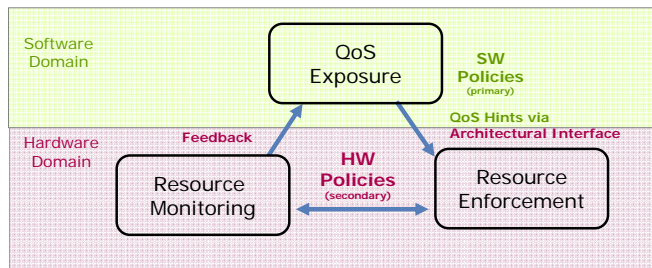 Software
Domain
QoS
Exposure
SW
Policies
(primary)
QoS Hints via
Architectural Interface
Feedback
Hardware
Domain
HW
Policies
(secondary)
Resource
Monitoring
Resource
Enforcement